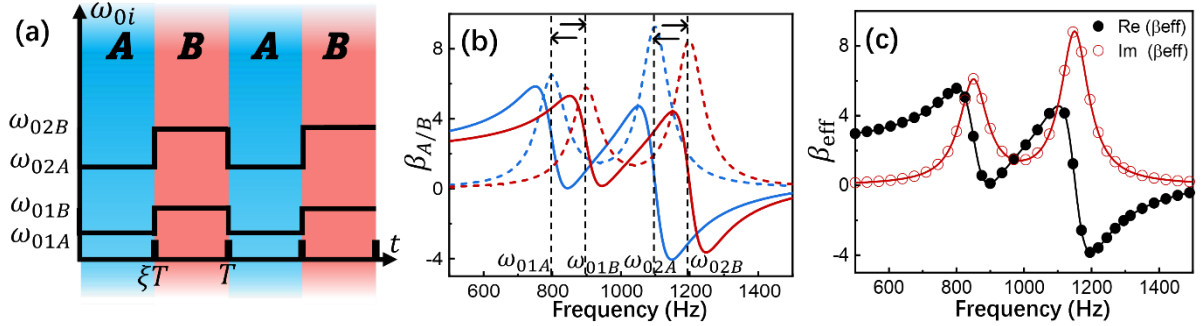 (a)
ω0i
A B A B
ω02B
ω02A
ω01B
ω01A
ξT T t
(b)
8
4
0
-4
βA/B
ω01A ω01B ω02A ω02B
600 800 1000 1200 1400
Frequency (Hz)
(c)
Re (βeff)
Im (βeff)
8
4
0
-4
βeff
600 800 1000 1200 1400
Frequency (Hz)